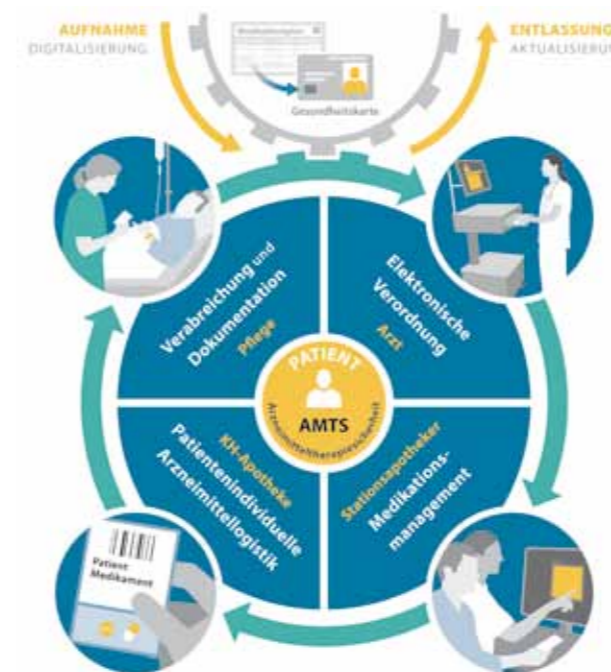 AUFNAHME
DIGITALISIERUNG
ENTLASSUNG
AKTUALISIERUNG
Gesundheitskarte
Verabreichung und
Dokumentation
Pflege
Elektronische
Verordnung
Arzt
PATIENT
AMTS
Arzneimitteltherapiesicherheit
KH-Apotheke
Patientenindividuelle
Arzneimittellogistik
Stationsapotheker
Medikations-
management
Patient
Medikament